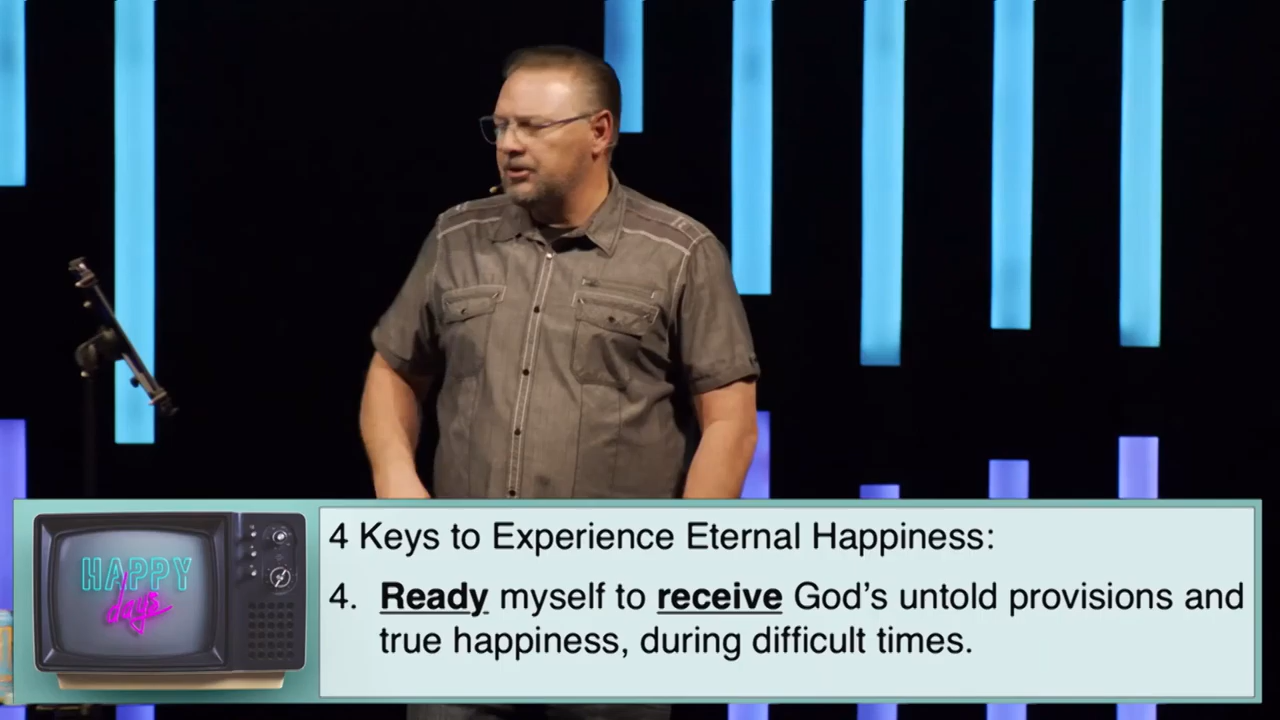 HAPPY
days
4 Keys to Experience Eternal Happiness:
4. Ready myself to receive God's untold provisions and
true happiness, during difficult times.